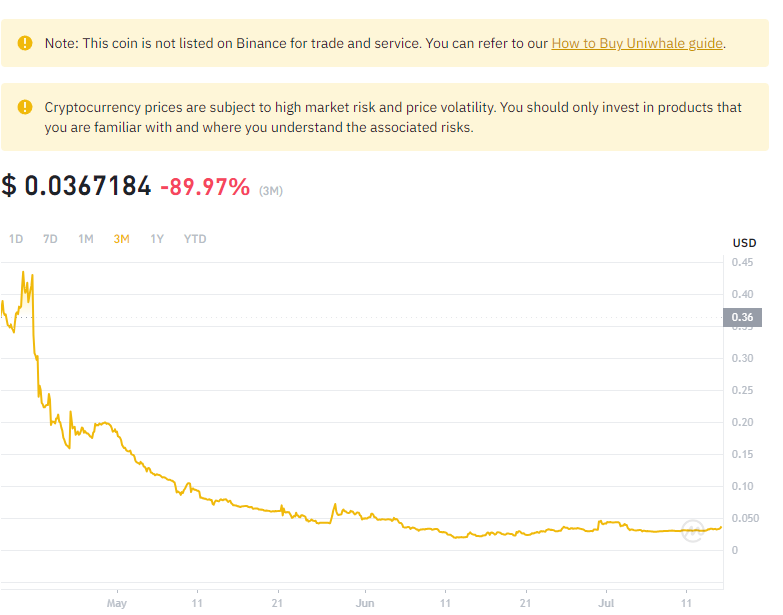 Note: This coin is not listed on Binance for trade and service. You can refer to our How to Buy Uniwhale guide.
Cryptocurrency prices are subject to high market risk and price volatility. You should only invest in products that
you are familiar with and where you understand the associated risks.
$ 0.0367184 -89.97% (3M)
1D 7D 1M 3M 1Y YTD
USD
0.45
0.40
0.36
0.35
0.30
0.25
0.20
0.15
0.10
0.050
0
May 11 21 Jun 11 21 Jul 11